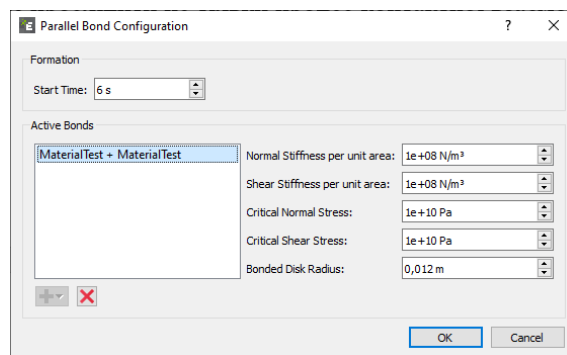 Parallel Bond Configuration
Formation
Start Time: 6 s
Active Bonds
MaterialTest + MaterialTest
Normal Stiffness per unit area: 1e+08 N/m³
Shear Stiffness per unit area: 1e+08 N/m³
Critical Normal Stress: 1e+10 Pa
Critical Shear Stress: 1e+10 Pa
Bonded Disk Radius: 0,012 m
OK Cancel